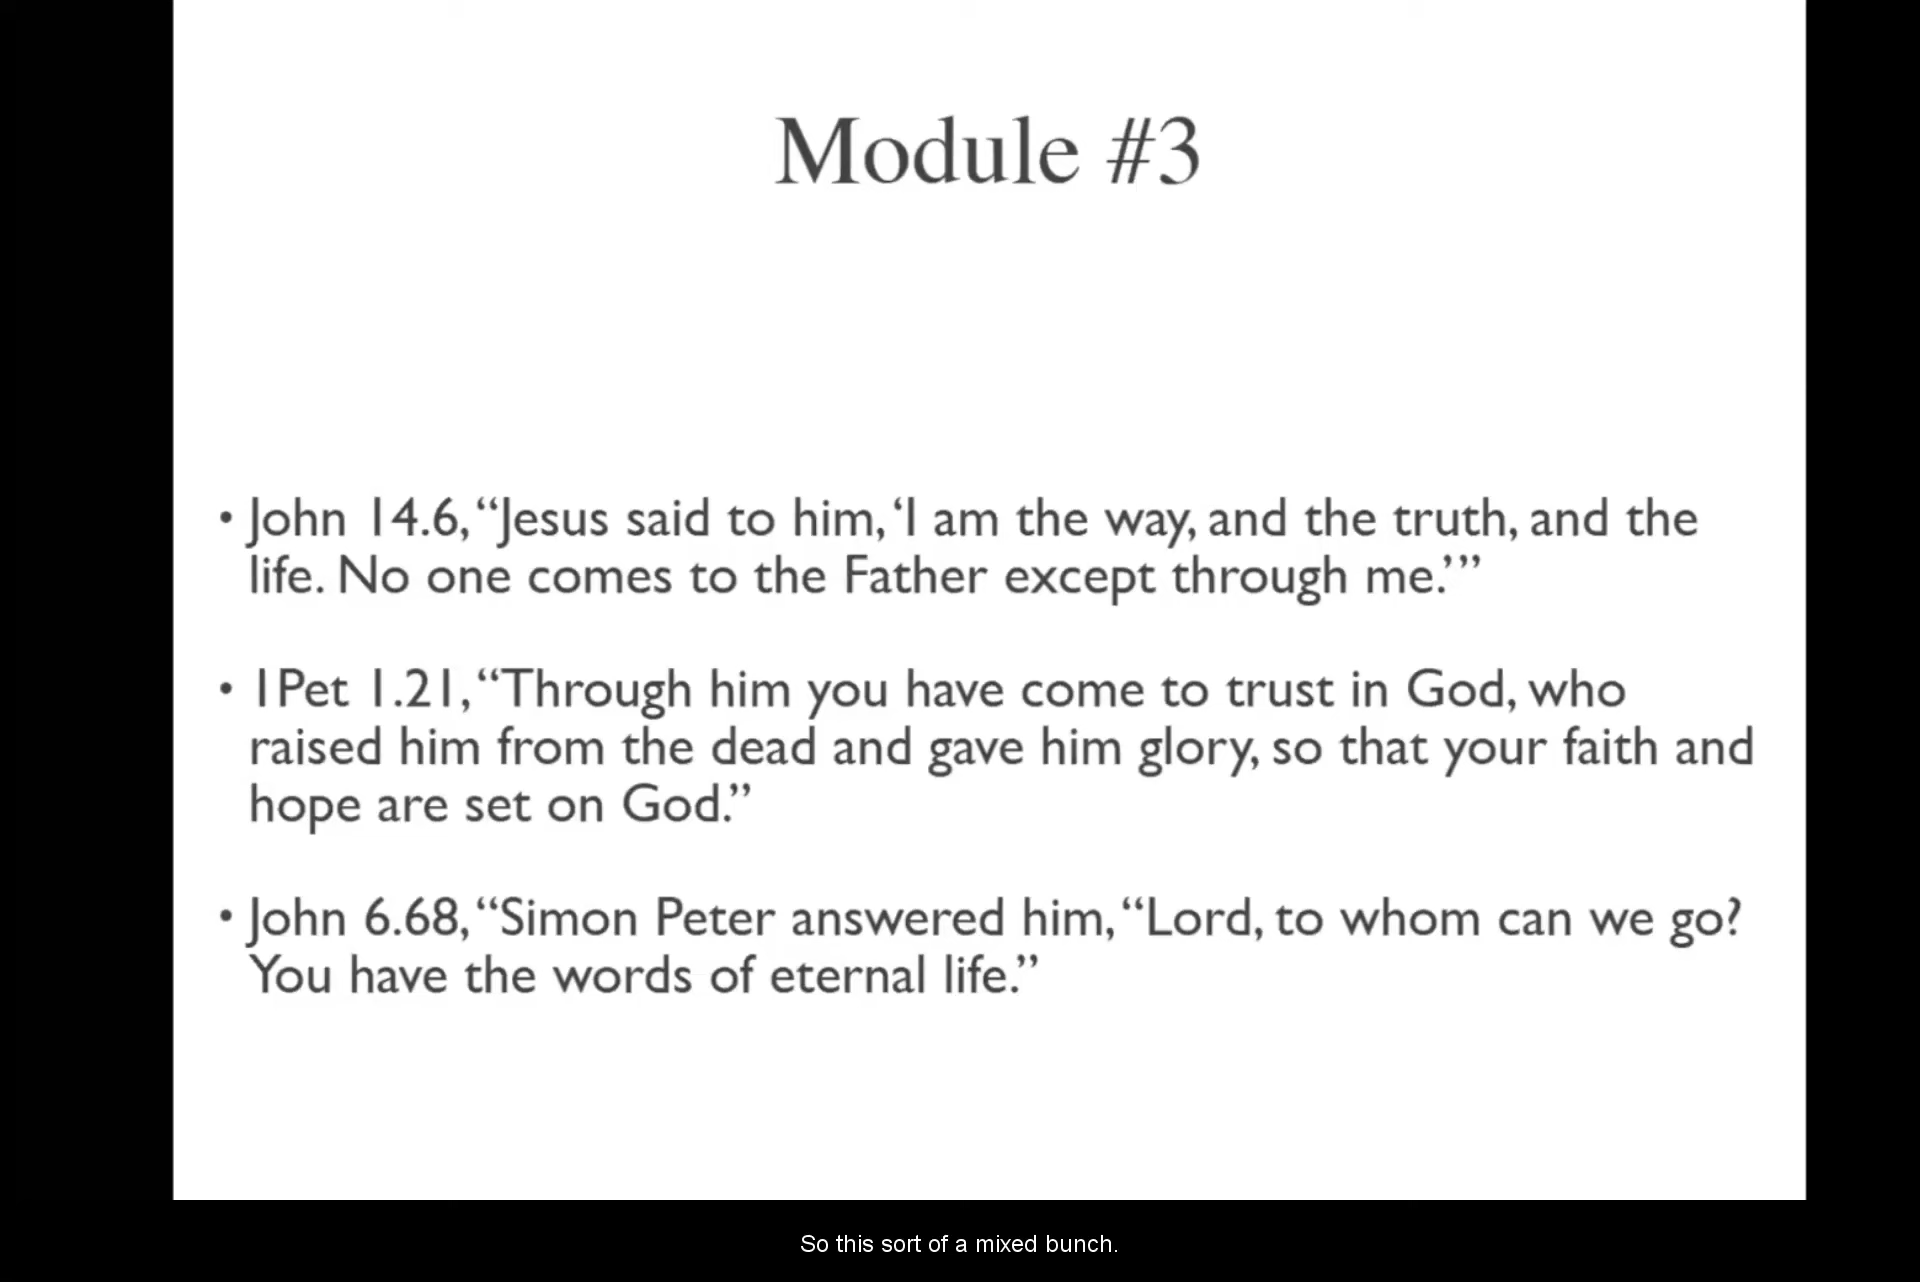 Module #3
• John 14.6, “Jesus said to him, ‘I am the way, and the truth, and the
life. No one comes to the Father except through me.’”
• 1Pet 1.21, “Through him you have come to trust in God, who
raised him from the dead and gave him glory, so that your faith and
hope are set on God.”
• John 6.68, “Simon Peter answered him, “Lord, to whom can we go?
You have the words of eternal life.”
So this sort of a mixed bunch.